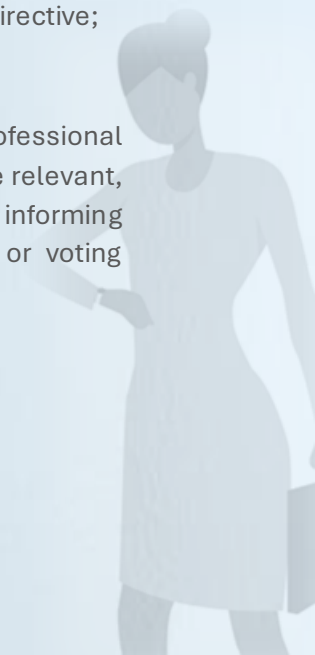 irective;
ofessional
e relevant,
informing
or voting